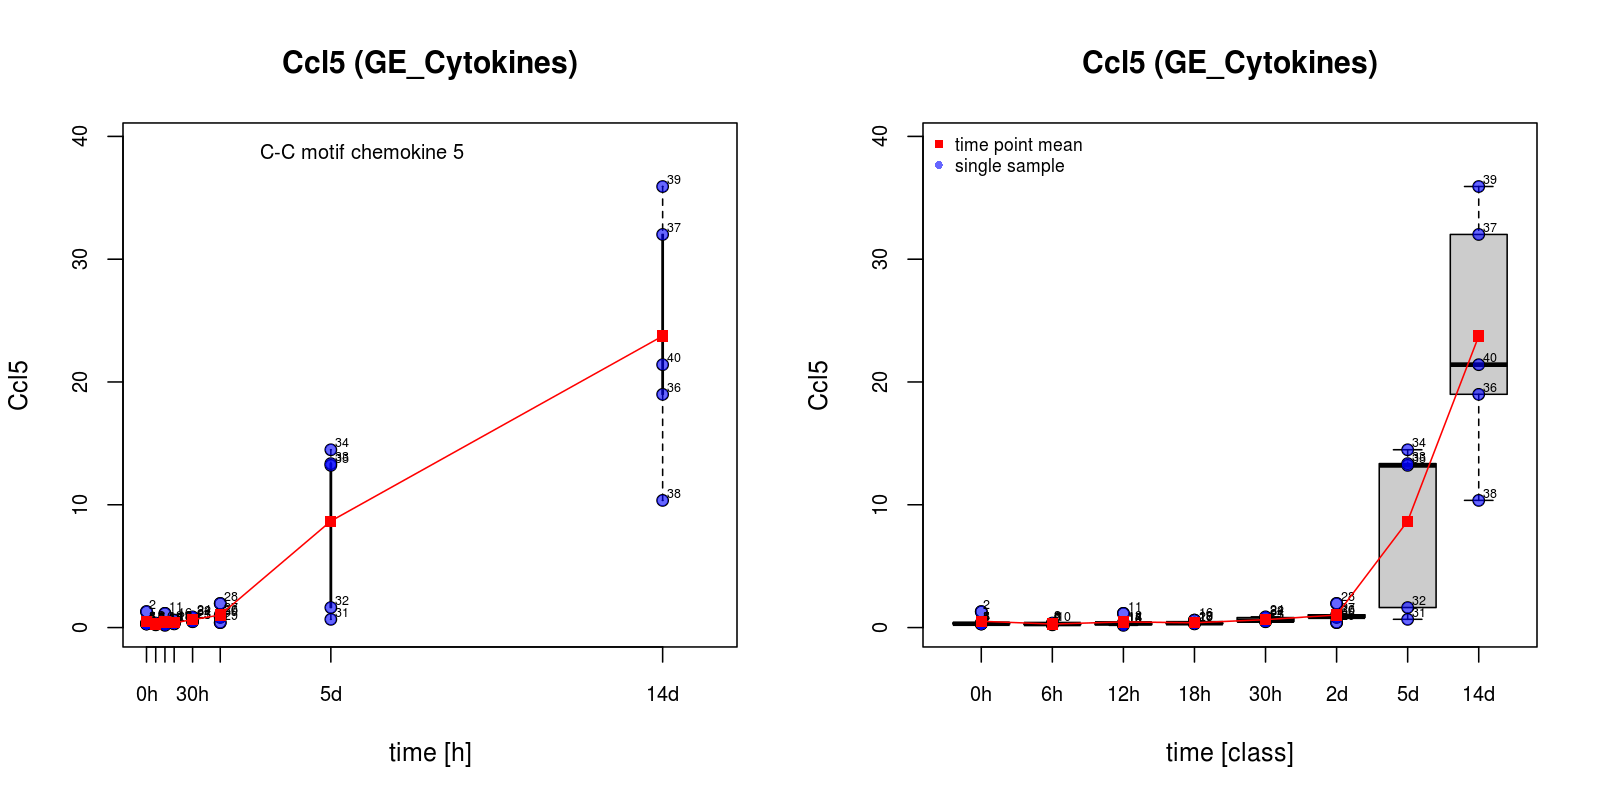 Ccl5 (GE_Cytokines)
C-C motif chemokine 5
Ccl5
40
30
20
10
0
39
37
40
36
38
34
32
31
28
11
2
0h
30h
5d
14d
time [h]
Ccl5 (GE_Cytokines)
time point mean
single sample
Ccl5
40
30
20
10
0
39
37
40
36
38
34
32
31
28
16
11
10
2
0h
6h
12h
18h
30h
2d
5d
14d
time [class]